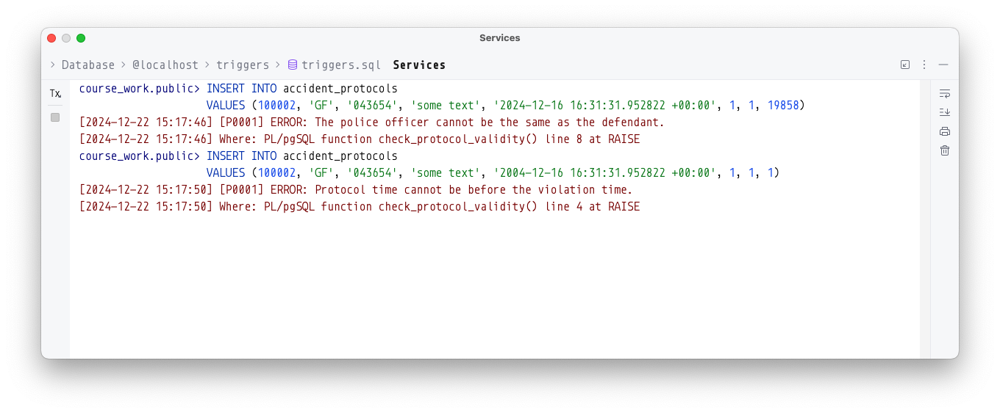 Services
Database @localhost triggers triggers.sql Services
Tx
course_work.public> INSERT INTO accident_protocols
VALUES (100002, 'GF', '043654', 'some text', '2024-12-16 16:31:31.952822 +00:00', 1, 1, 19858)
[2024-12-22 15:17:46] [P0001] ERROR: The police officer cannot be the same as the defendant.
[2024-12-22 15:17:46] Where: PL/pgSQL function check_protocol_validity() line 8 at RAISE
course_work.public> INSERT INTO accident_protocols
VALUES (100002, 'GF', '043654', 'some text', '2004-12-16 16:31:31.952822 +00:00', 1, 1, 1)
[2024-12-22 15:17:50] [P0001] ERROR: Protocol time cannot be before the violation time.
[2024-12-22 15:17:50] Where: PL/pgSQL function check_protocol_validity() line 4 at RAISE